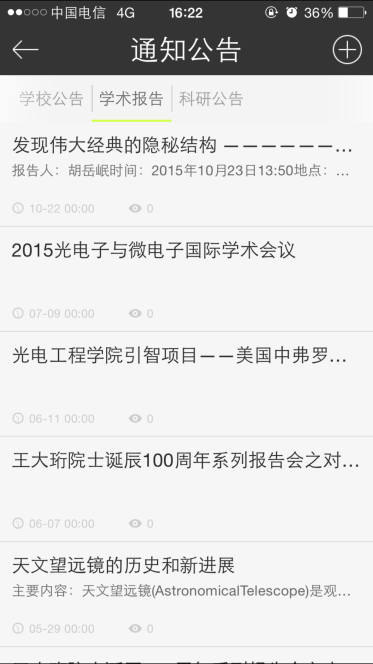 中国电信 4G 16:22 36%
通知公告
学校公告 学术报告 科研公告
发现伟大经典的隐秘结构 ——————...
报告人：胡岳岷时间：2015年10月23日13:50地点：...
10-22 00:00 0
2015光电子与微电子国际学术会议
07-09 00:00 0
光电工程学院引智项目——美国中弗罗...
06-11 00:00 0
王大珩院士诞辰100周年系列报告会之对...
06-07 00:00 0
天文望远镜的历史和新进展
主要内容：天文望远镜(AstronomicalTelescope)是观...
05-29 00:00 0